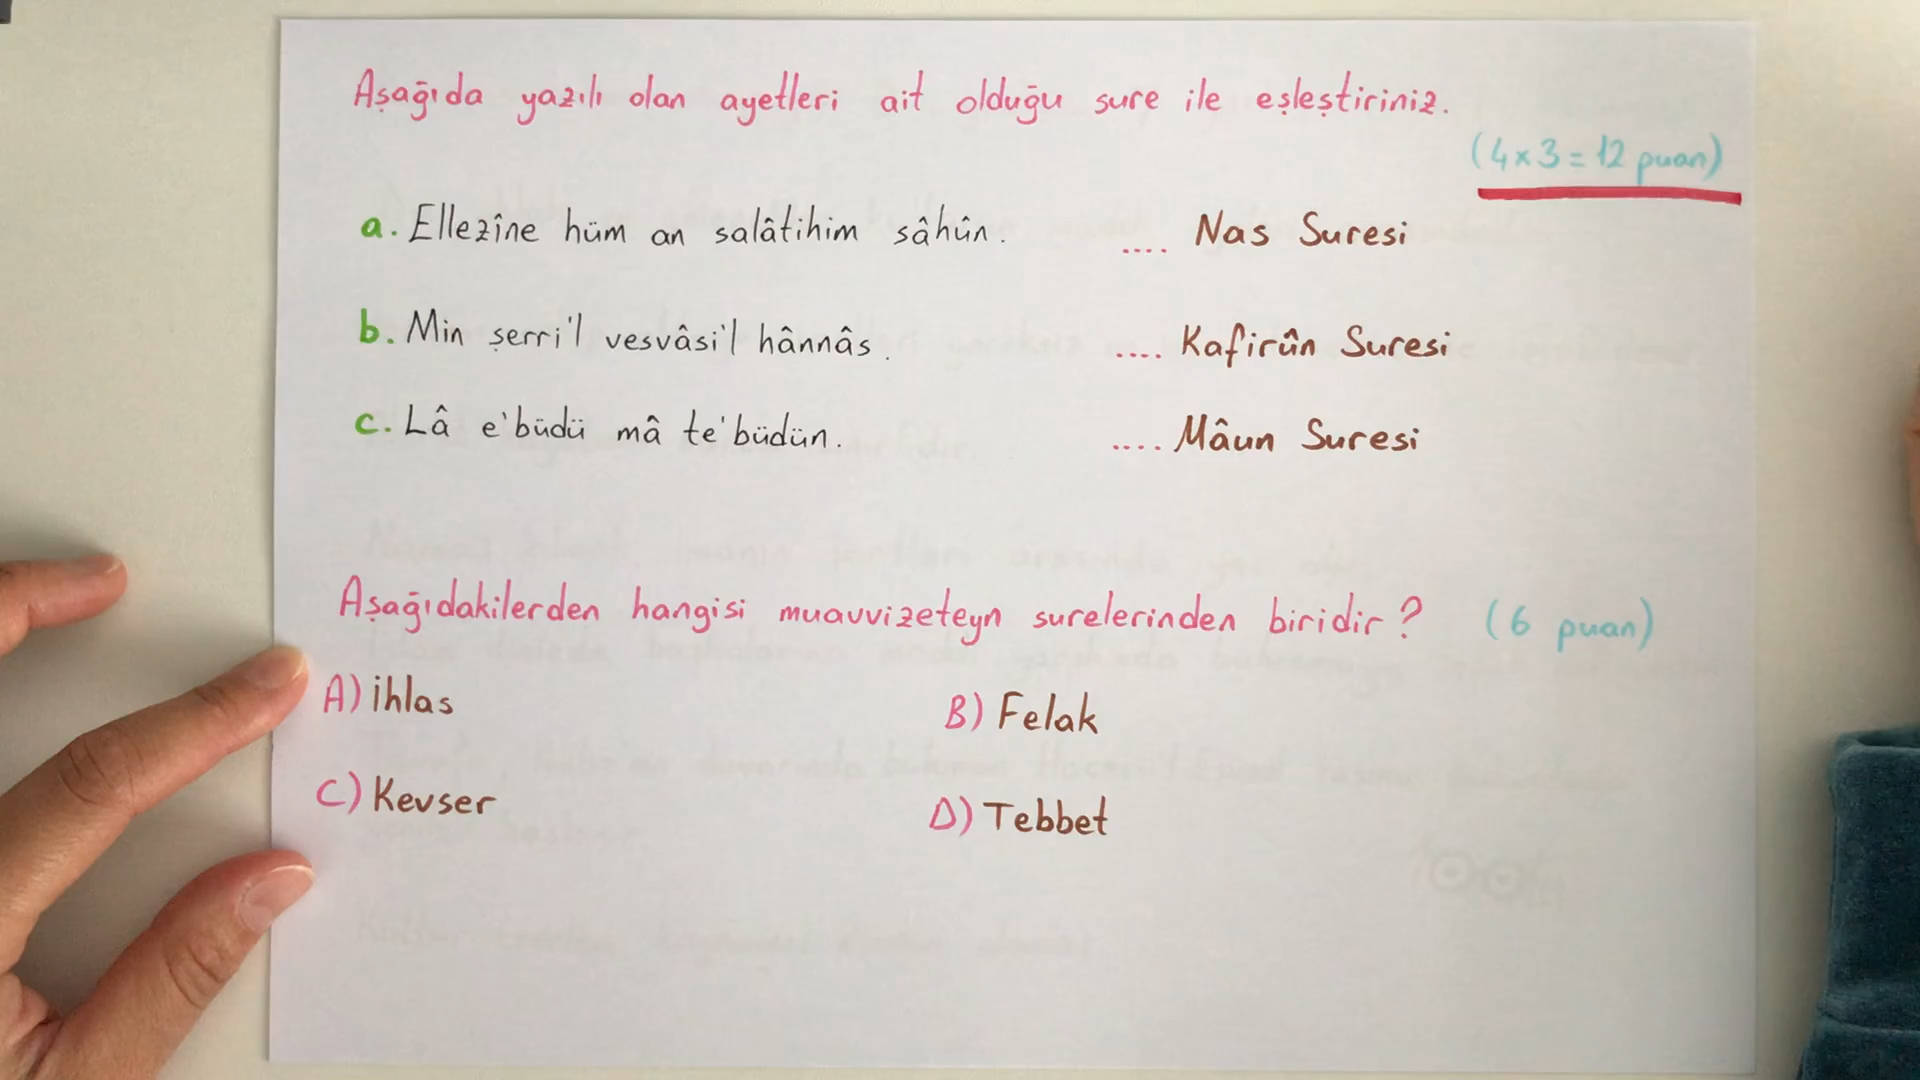 Aşağıda yazılı olan ayetleri ait olduğu sure ile eşleştiriniz.
(4x3=12 puan)
a. Ellezîne hüm an salâtihim sâhûn. .... Nas Suresi
b. Min şerri'l vesvâsi'l hânnâs. .... Kafirûn Suresi
c. Lâ e'büdü mâ te'büdün. .... Mâun Suresi
Aşağıdakilerden hangisi muavvizeteyn surelerinden biridir? (6 puan)
A) İhlas B) Felak
C) Kevser D) Tebbet